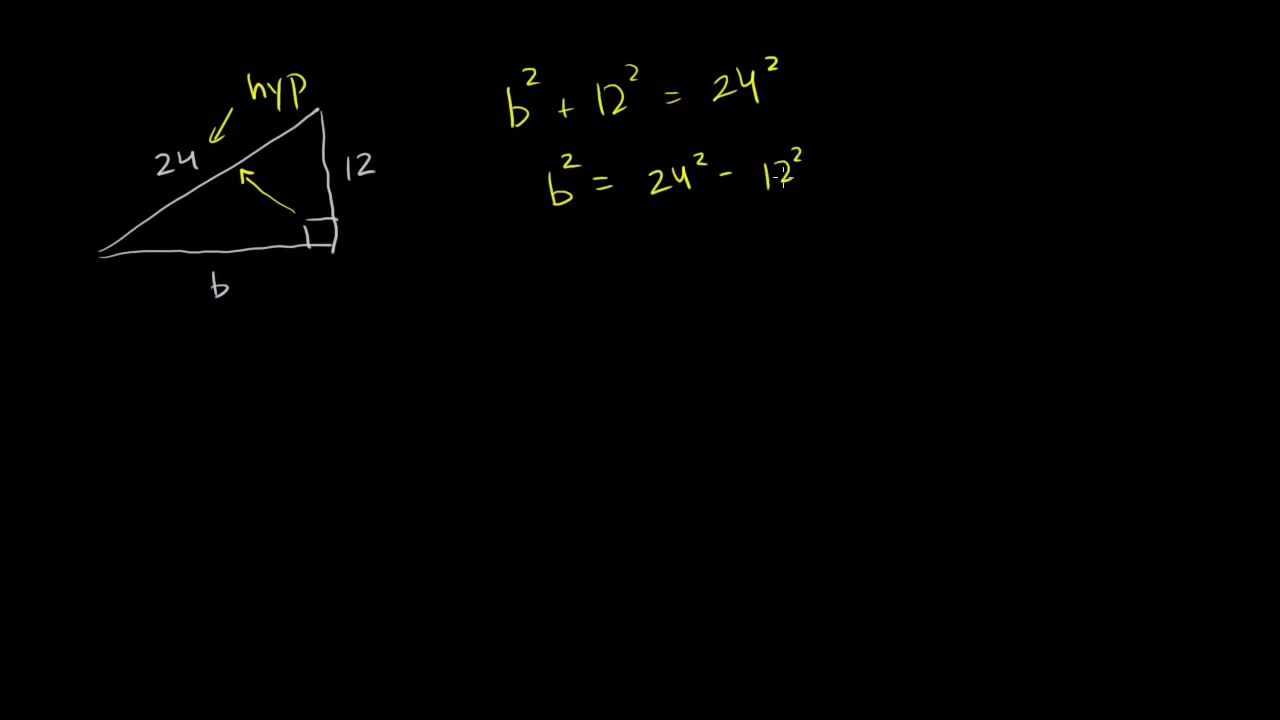 hyp
24
12
b
b² + 12² = 24²
b² = 24² - 12²